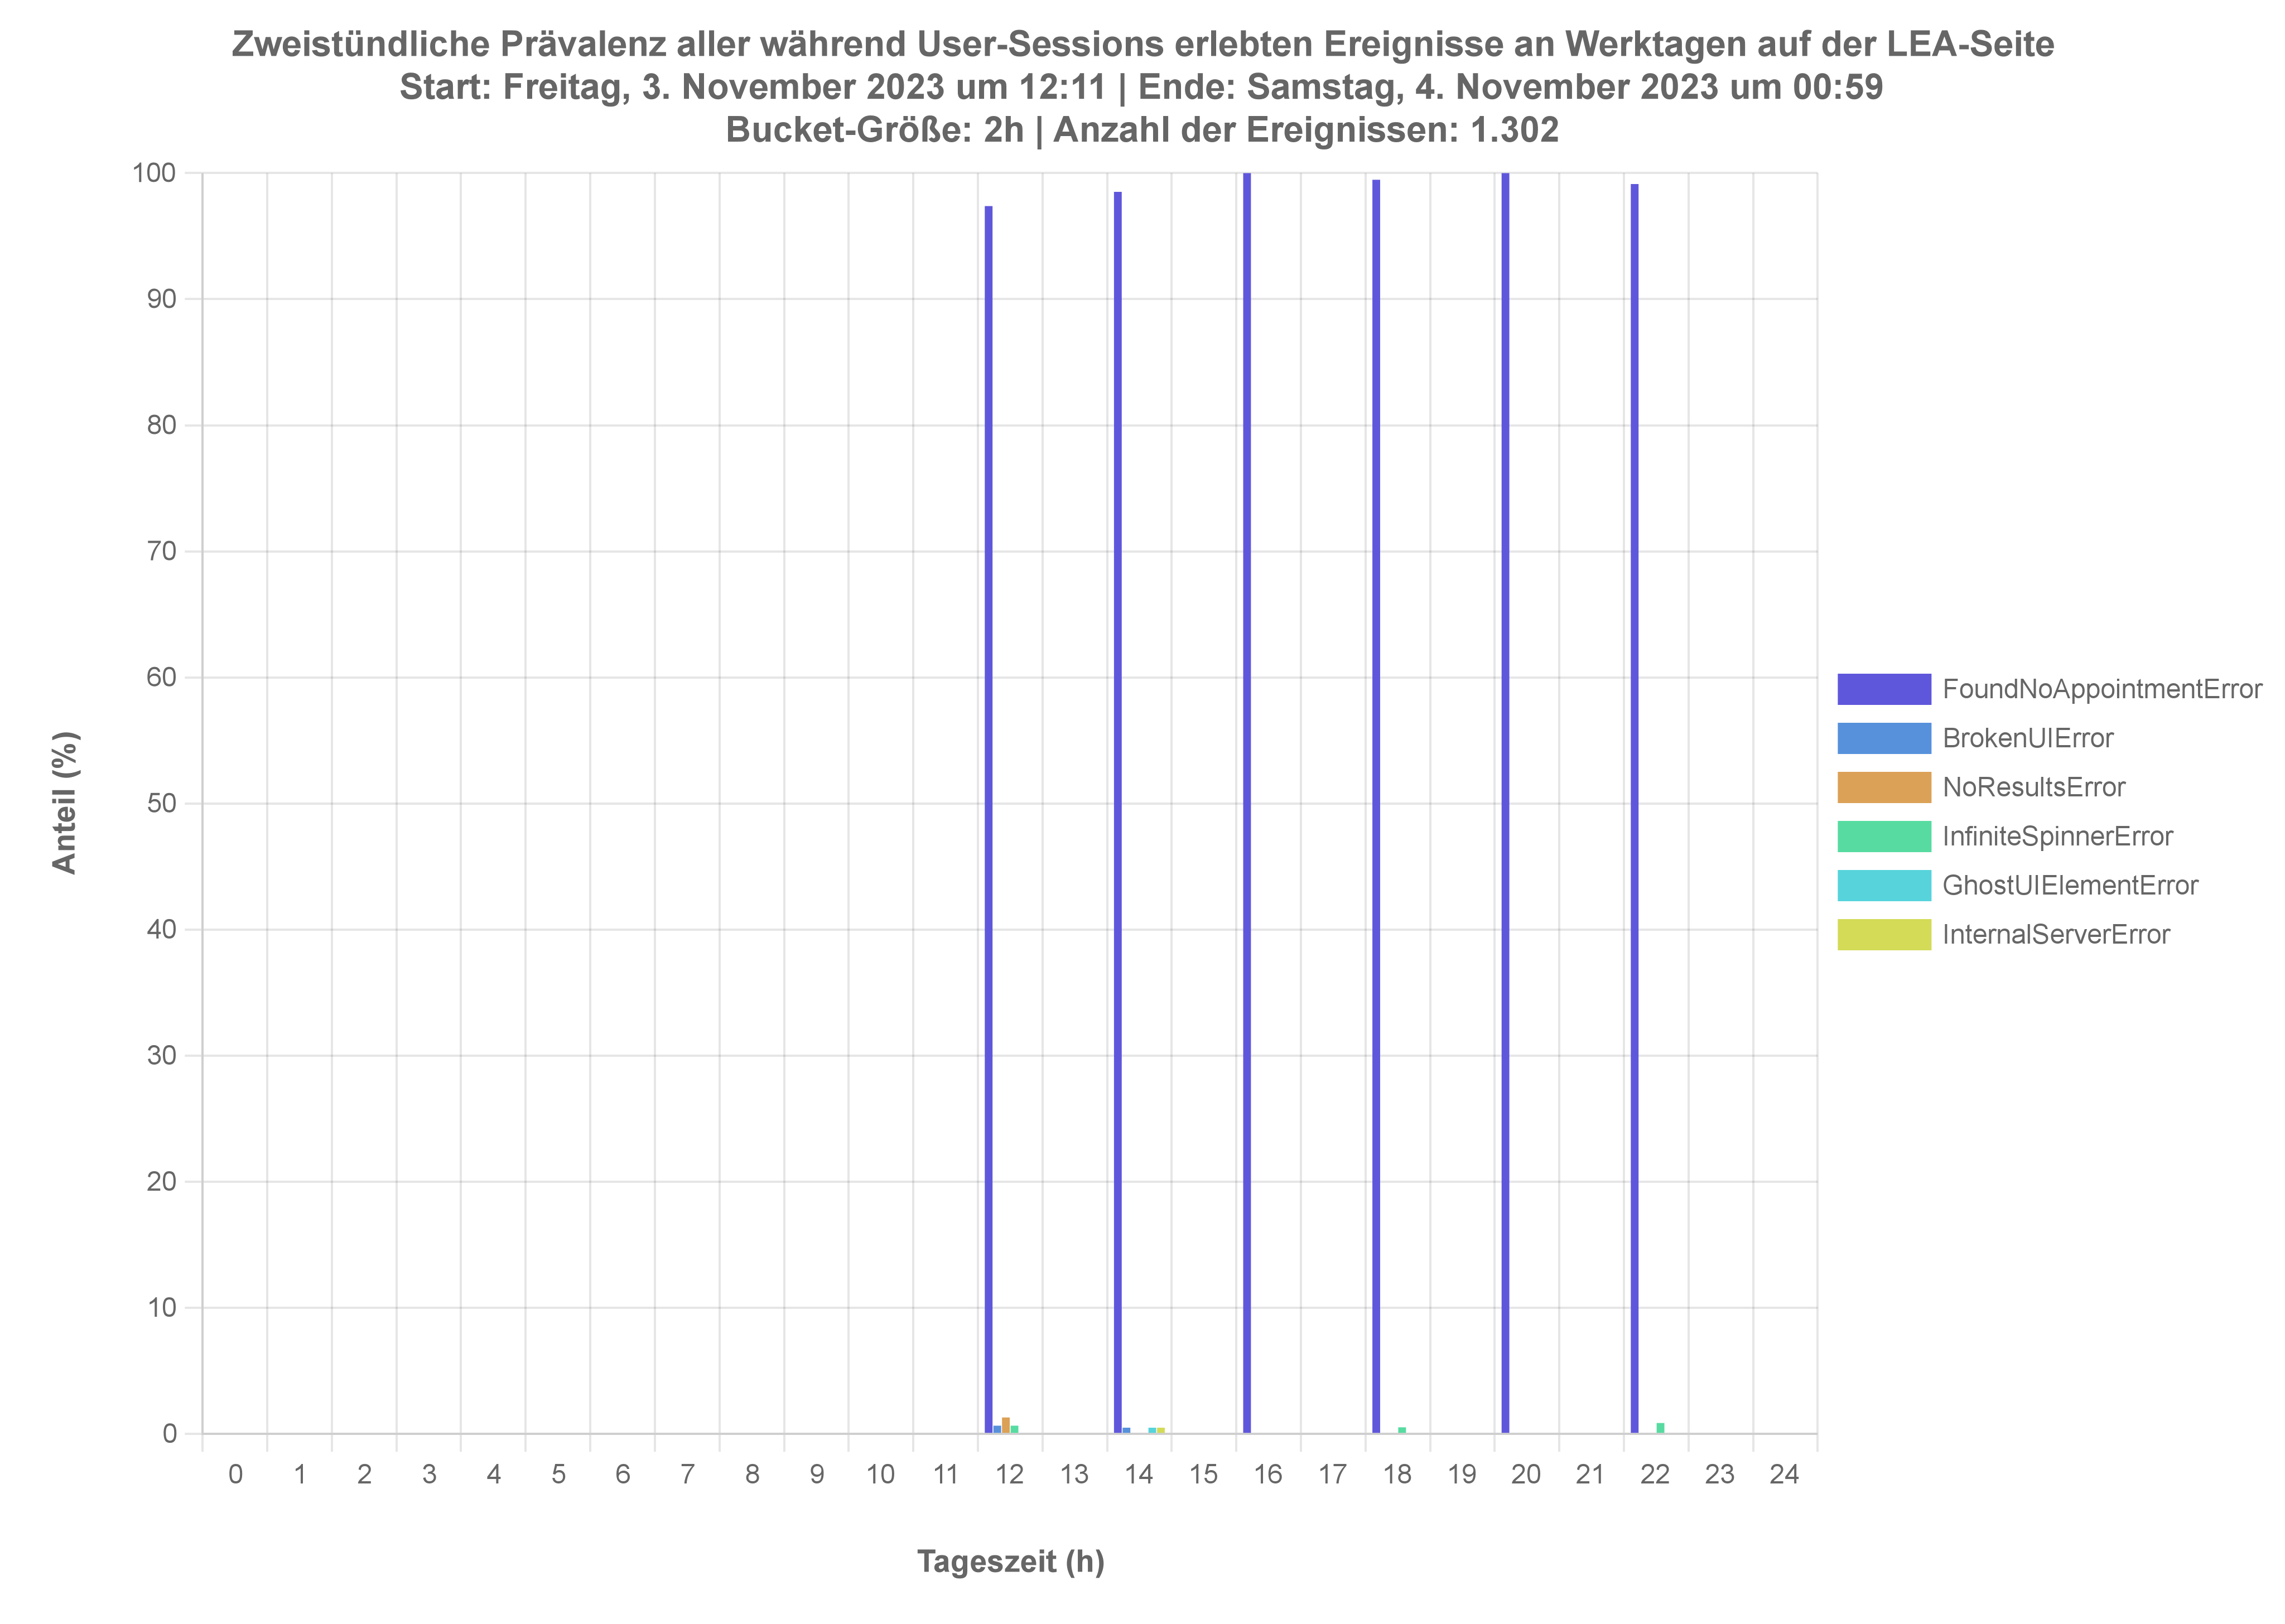 Zweistündliche Prävalenz aller während User-Sessions erlebten Ereignisse an Werktagen auf der LEA-Seite
Start: Freitag, 3. November 2023 um 12:11 | Ende: Samstag, 4. November 2023 um 00:59
Bucket-Größe: 2h | Anzahl der Ereignissen: 1.302
100
90
80
70
60
50
40
30
20
10
0
Anteil (%)
0 1 2 3 4 5 6 7 8 9 10 11 12 13 14 15 16 17 18 19 20 21 22 23 24
Tageszeit (h)
FoundNoAppointmentError
BrokenUIError
NoResultsError
InfiniteSpinnerError
GhostUIElementError
InternalServerError